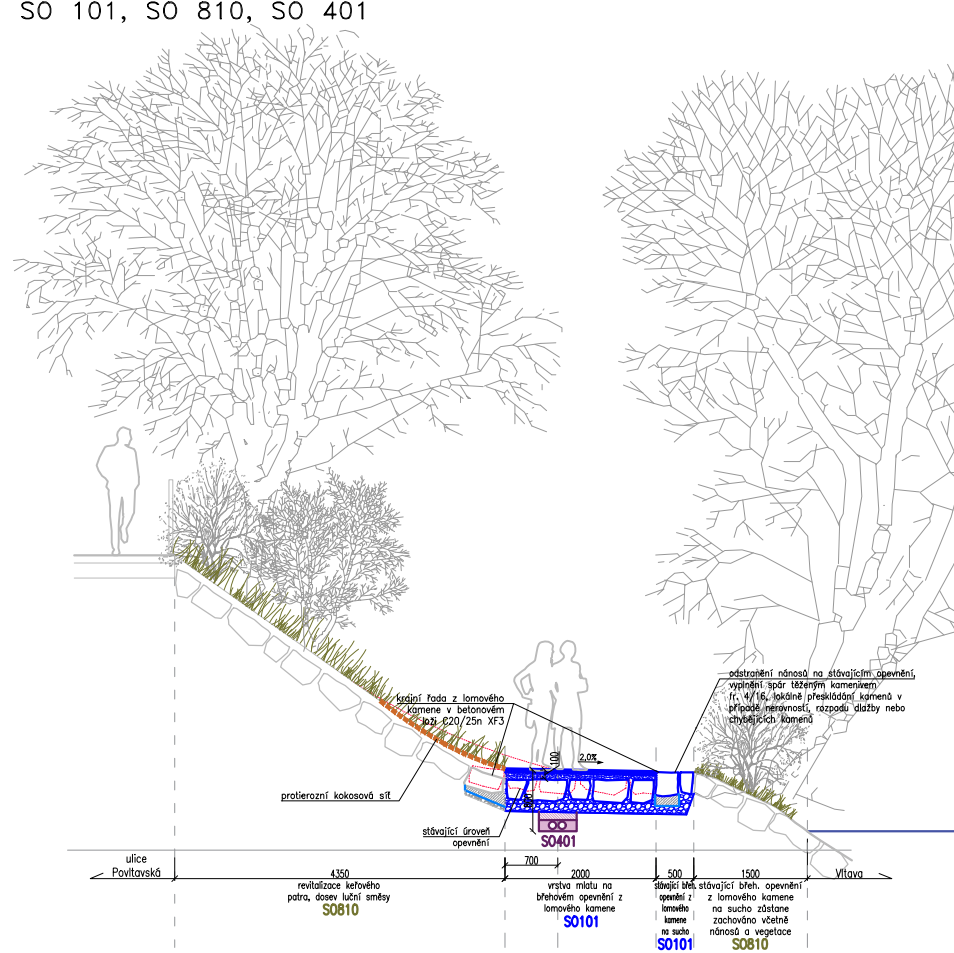 SO 101, SO 810, SO 401
odstranění nánosů na stávajícím opevnění,
vyplnění spár těženým kamenivem
fr. 4/16, lokálně přeskládání kamenů v
případě nerovností, rozpadu dlažby nebo
chybějících kamenů
krajní řada z lomového
kamene v betonovém
loži C20/25n XF3
100
2,0%
protierozní kokosová síť
stávající úroveň
opevnění
SO401
ulice
Povltavská
700
4350
2000
500
1500
Vltava
revitalizace keřového
patra, dosev luční směsy
SO810
vrstva mlatu na
břehovém opevnění z
lomového kamene
SO101
stávající břeh.
opevnění z
lomového
kamene
na sucho
SO101
stávající břeh. opevnění
z lomového kamene
na sucho zůstane
zachováno včetně
nánosů a vegetace
SO810